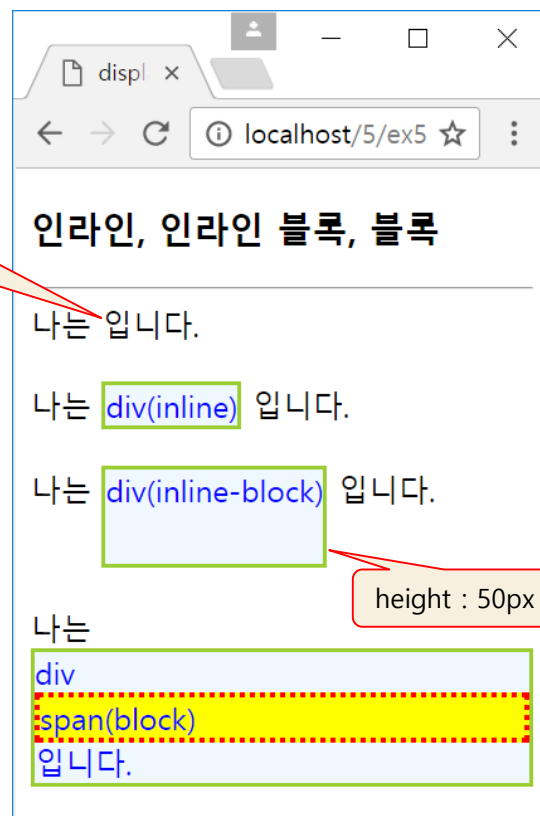 displ
localhost/5/ex5
인라인, 인라인 블록, 블록
나는 입니다.
나는 div(inline) 입니다.
나는 div(inline-block) 입니다.
height : 50px
나는
div
span(block)
입니다.